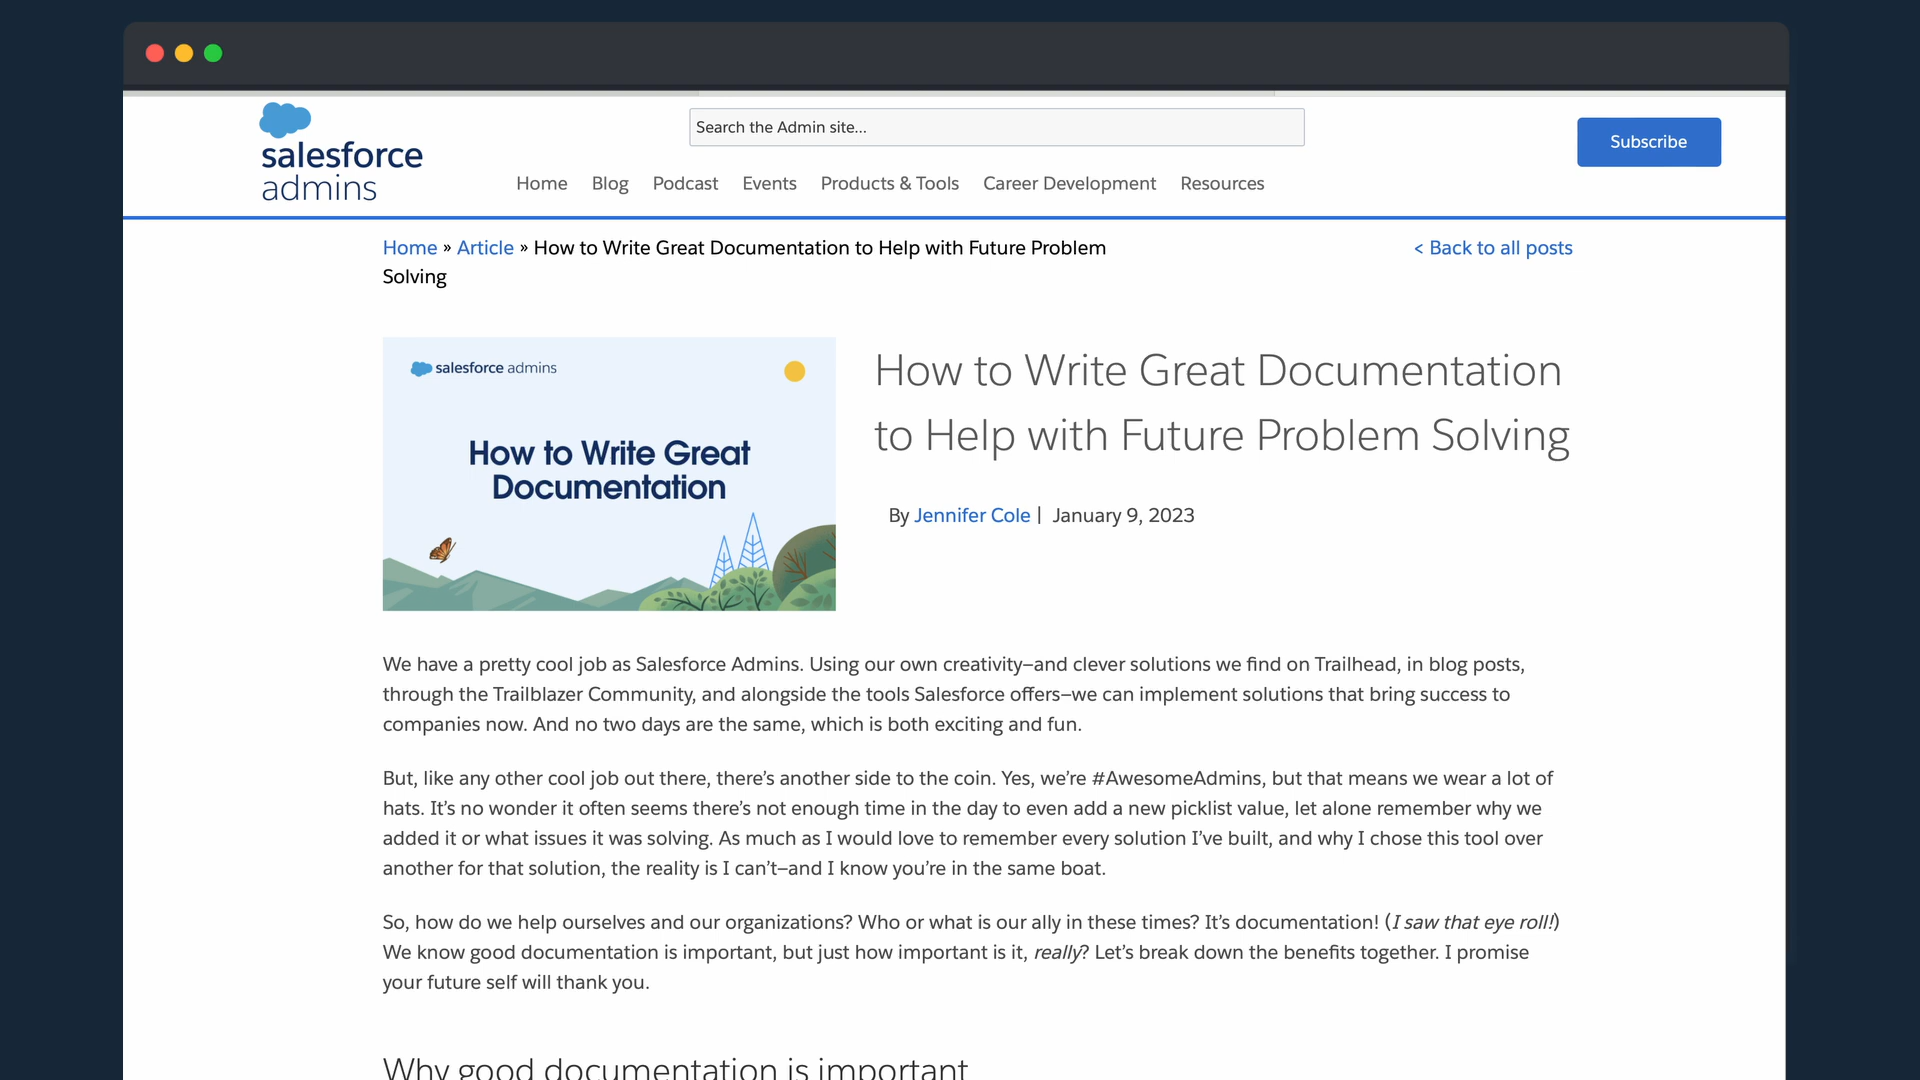 salesforce
admins
Search the Admin site...
Subscribe
Home Blog Podcast Events Products & Tools Career Development Resources
Home » Article » How to Write Great Documentation to Help with Future Problem
Solving
< Back to all posts
salesforce admins
How to Write Great
Documentation
How to Write Great Documentation
to Help with Future Problem Solving
By Jennifer Cole | January 9, 2023
We have a pretty cool job as Salesforce Admins. Using our own creativity—and clever solutions we find on Trailhead, in blog posts,
through the Trailblazer Community, and alongside the tools Salesforce offers—we can implement solutions that bring success to
companies now. And no two days are the same, which is both exciting and fun.
But, like any other cool job out there, there’s another side to the coin. Yes, we’re #AwesomeAdmins, but that means we wear a lot of
hats. It’s no wonder it often seems there’s not enough time in the day to even add a new picklist value, let alone remember why we
added it or what issues it was solving. As much as I would love to remember every solution I’ve built, and why I chose this tool over
another for that solution, the reality is I can’t—and I know you’re in the same boat.
So, how do we help ourselves and our organizations? Who or what is our ally in these times? It’s documentation! (I saw that eye roll!)
We know good documentation is important, but just how important is it, really? Let’s break down the benefits together. I promise
your future self will thank you.
Why good documentation is important